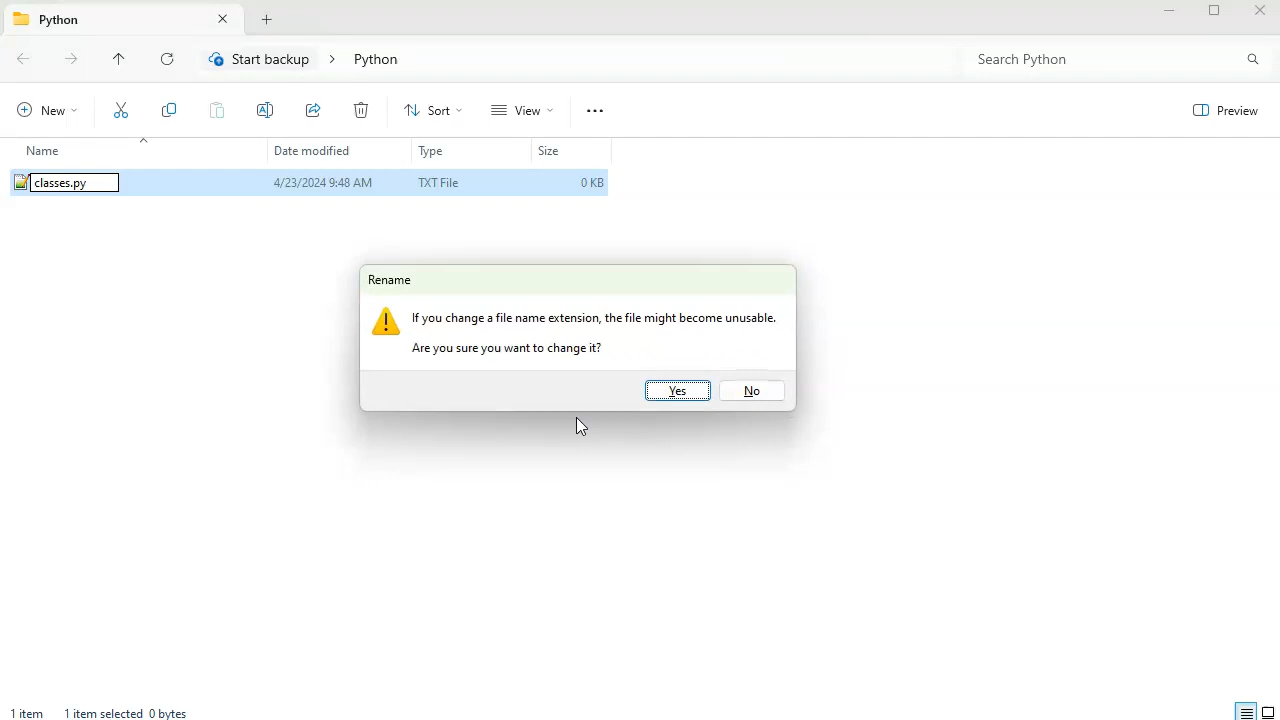 Python
Start backup > Python
Search Python
New
Sort
View
Preview
Name Date modified Type Size
classes.py 4/23/2024 9:48 AM TXT File 0 KB
Rename
If you change a file name extension, the file might become unusable.
Are you sure you want to change it?
Yes No
1 item 1 item selected 0 bytes